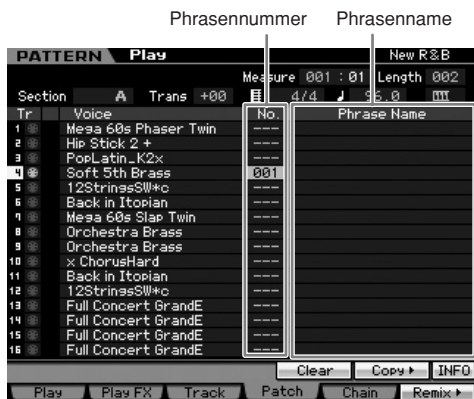 Phrasennummer Phrasenname
PATTERN Play New R&B
Measure 001 : 01 Length 002
Section A Trans +00 4/4 96.0
Tr Voice No. Phrase Name
1 Mega 60s Phaser Twin ---
2 Hip Stick 2 + ---
3 PopLatin_K2x ---
4 Soft 5th Brass 001
5 12StringsSW*c ---
6 Back in Itopian ---
7 Mega 60s Slap Twin ---
8 Orchestra Brass ---
9 Orchestra Brass ---
10 x ChorusHard ---
11 Back in Itopian ---
12 12StringsSW*c ---
13 Full Concert GrandE ---
14 Full Concert GrandE ---
15 Full Concert GrandE ---
16 Full Concert GrandE ---
Clear Copy INFO
Play Play FX Track Patch Chain Remix